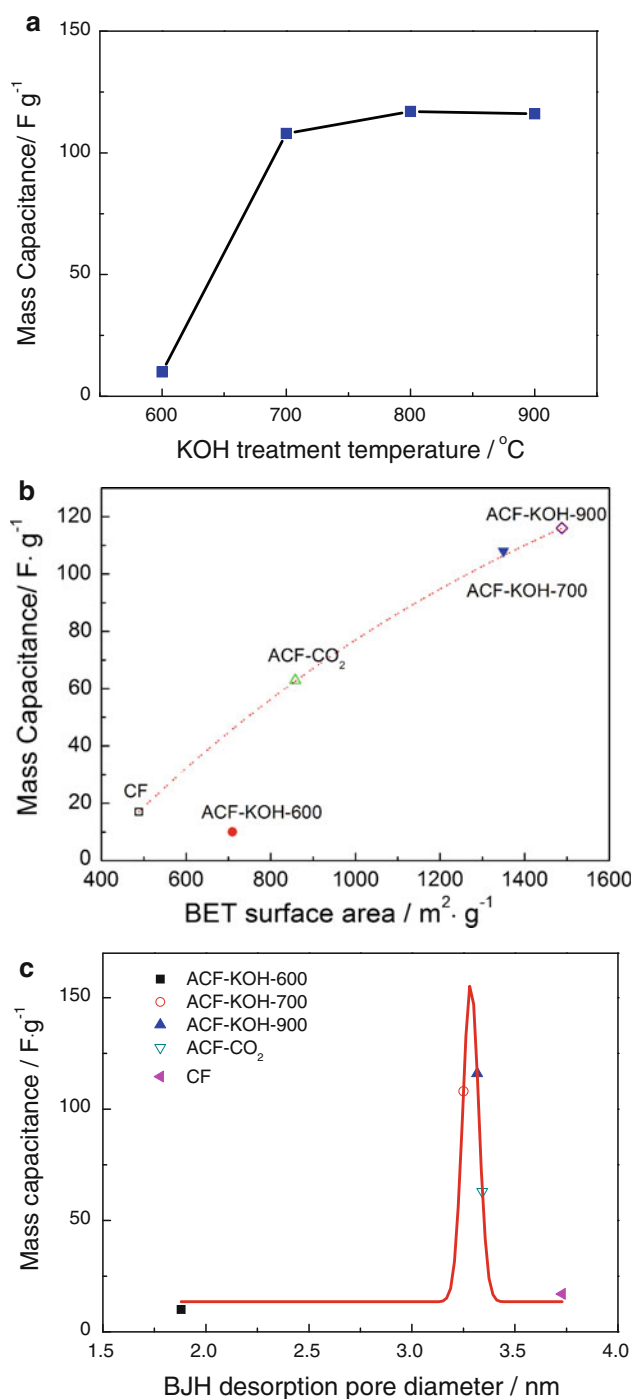 a
150
100
50
0
Mass Capacitance/ F g⁻¹
600 700 800 900
KOH treatment temperature / °C
b
120
100
80
60
40
20
0
Mass Capacitance/ F· g⁻¹
ACF-KOH-900
ACF-KOH-700
ACF-CO₂
CF
ACF-KOH-600
400 600 800 1000 1200 1400 1600
BET surface area / m²· g⁻¹
c
ACF-KOH-600
ACF-KOH-700
ACF-KOH-900
ACF-CO₂
CF
150
100
50
0
Mass capacitance / F·g⁻¹
1.5 2.0 2.5 3.0 3.5 4.0
BJH desorption pore diameter / nm